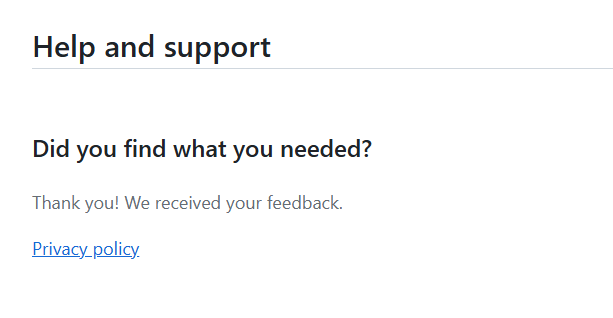 Help and support
Did you find what you needed?
Thank you! We received your feedback.
Privacy policy